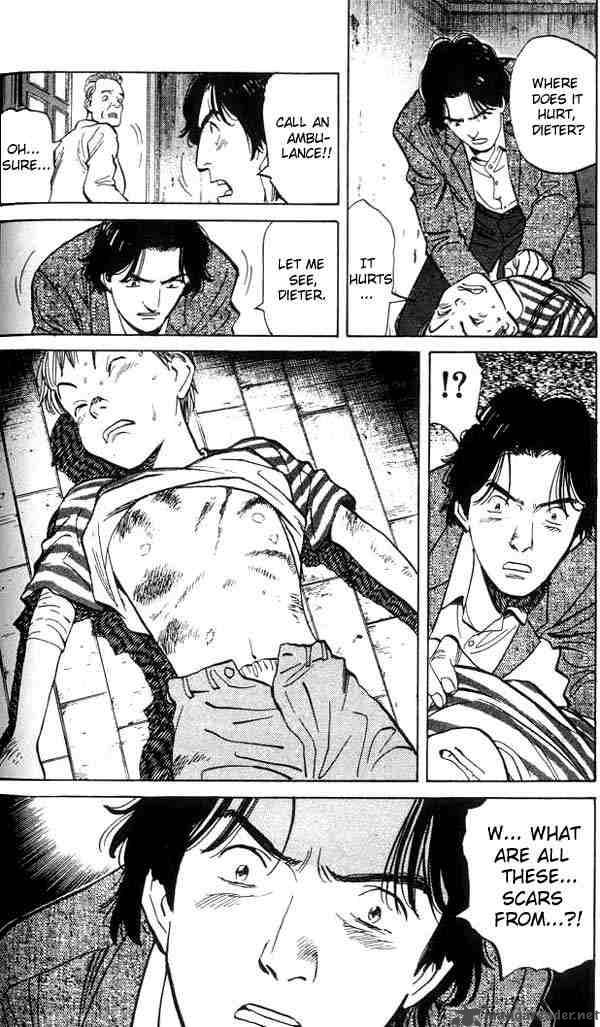 WHERE
DOES IT
HURT,
DIETER?
IT
HURTS
...
CALL AN
AMBU-
LANCE!!
OH...
SURE...
LET ME
SEE,
DIETER.
!?
W... WHAT
ARE ALL
THESE...
SCARS
FROM...?!